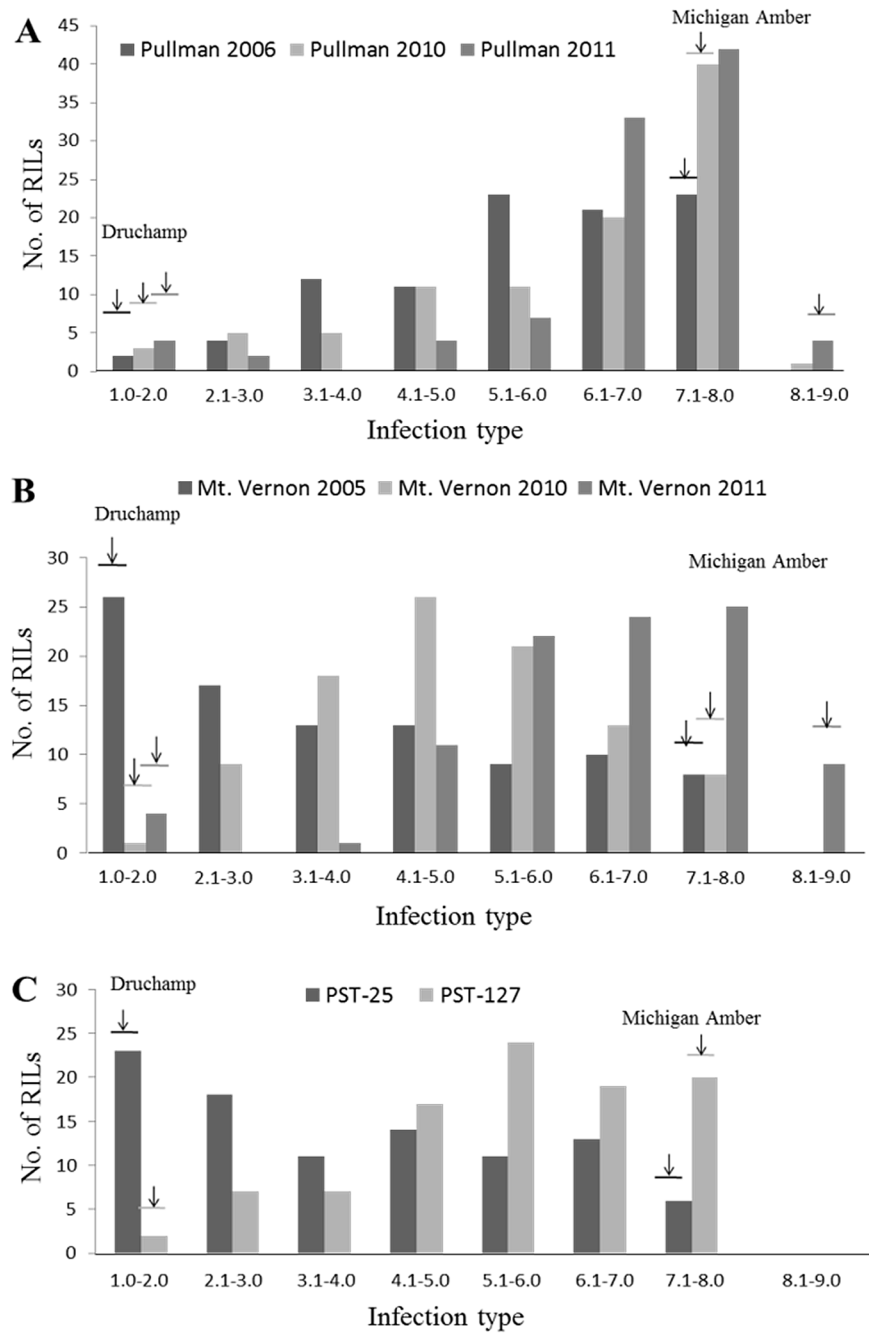 A
Michigan Amber
Pullman 2006 Pullman 2010 Pullman 2011
No. of RILs
45
40
35
30
25
20
15
10
5
0
Druchamp
1.0-2.0 2.1-3.0 3.1-4.0 4.1-5.0 5.1-6.0 6.1-7.0 7.1-8.0 8.1-9.0
Infection type
B
Mt. Vernon 2005 Mt. Vernon 2010 Mt. Vernon 2011
Druchamp
Michigan Amber
No. of RILs
30
25
20
15
10
5
0
1.0-2.0 2.1-3.0 3.1-4.0 4.1-5.0 5.1-6.0 6.1-7.0 7.1-8.0 8.1-9.0
Infection type
C
Druchamp
PST-25 PST-127
Michigan Amber
No. of RILs
30
25
20
15
10
5
0
1.0-2.0 2.1-3.0 3.1-4.0 4.1-5.0 5.1-6.0 6.1-7.0 7.1-8.0 8.1-9.0
Infection type